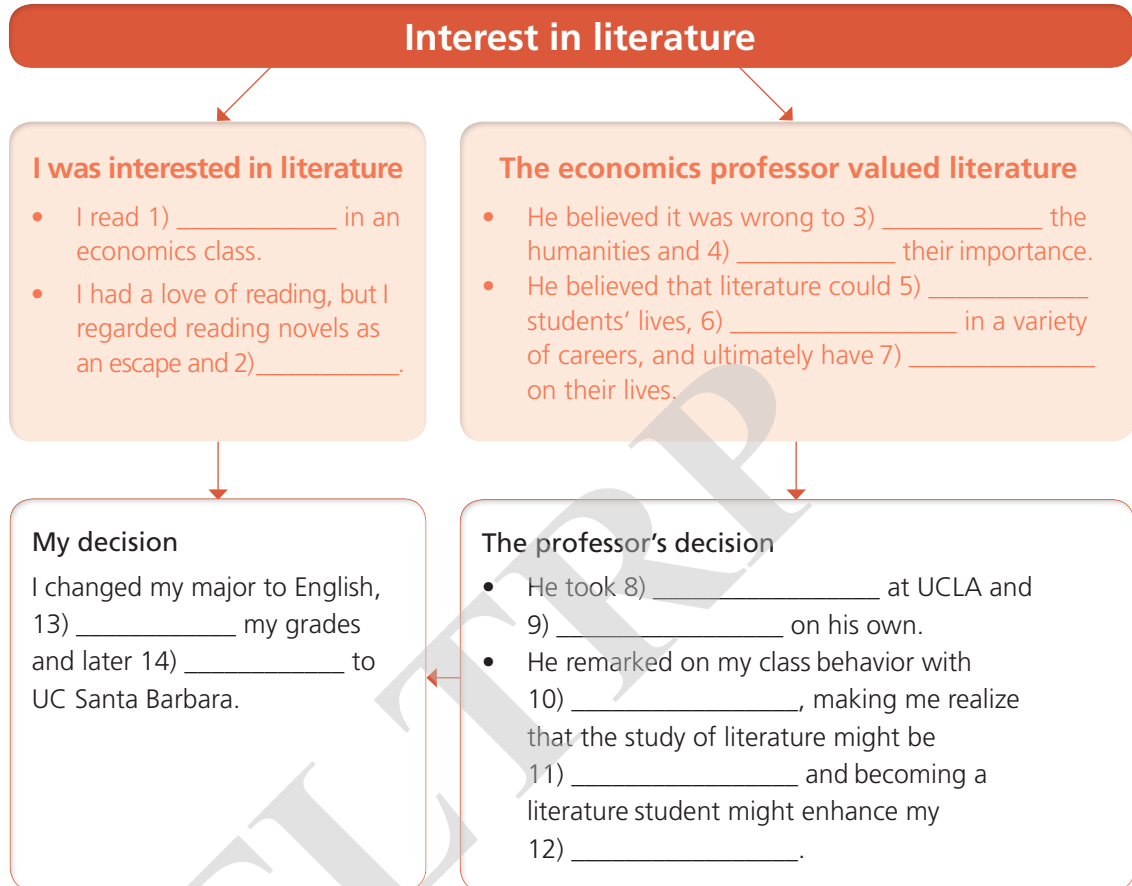 Interest in literature
I was interested in literature
• I read 1) ____________ in an
economics class.
• I had a love of reading, but I
regarded reading novels as
an escape and 2)___________.
The economics professor valued literature
• He believed it was wrong to 3) ____________ the
humanities and 4) ____________ their importance.
• He believed that literature could 5) ____________
students’ lives, 6) _________________ in a variety
of careers, and ultimately have 7) ______________
on their lives.
My decision
I changed my major to English,
13) ____________ my grades
and later 14) ____________ to
UC Santa Barbara.
The professor’s decision
• He took 8) _________________ at UCLA and
9) _________________ on his own.
• He remarked on my class behavior with
10) _________________, making me realize
that the study of literature might be
11) _________________ and becoming a
literature student might enhance my
12) _________________.